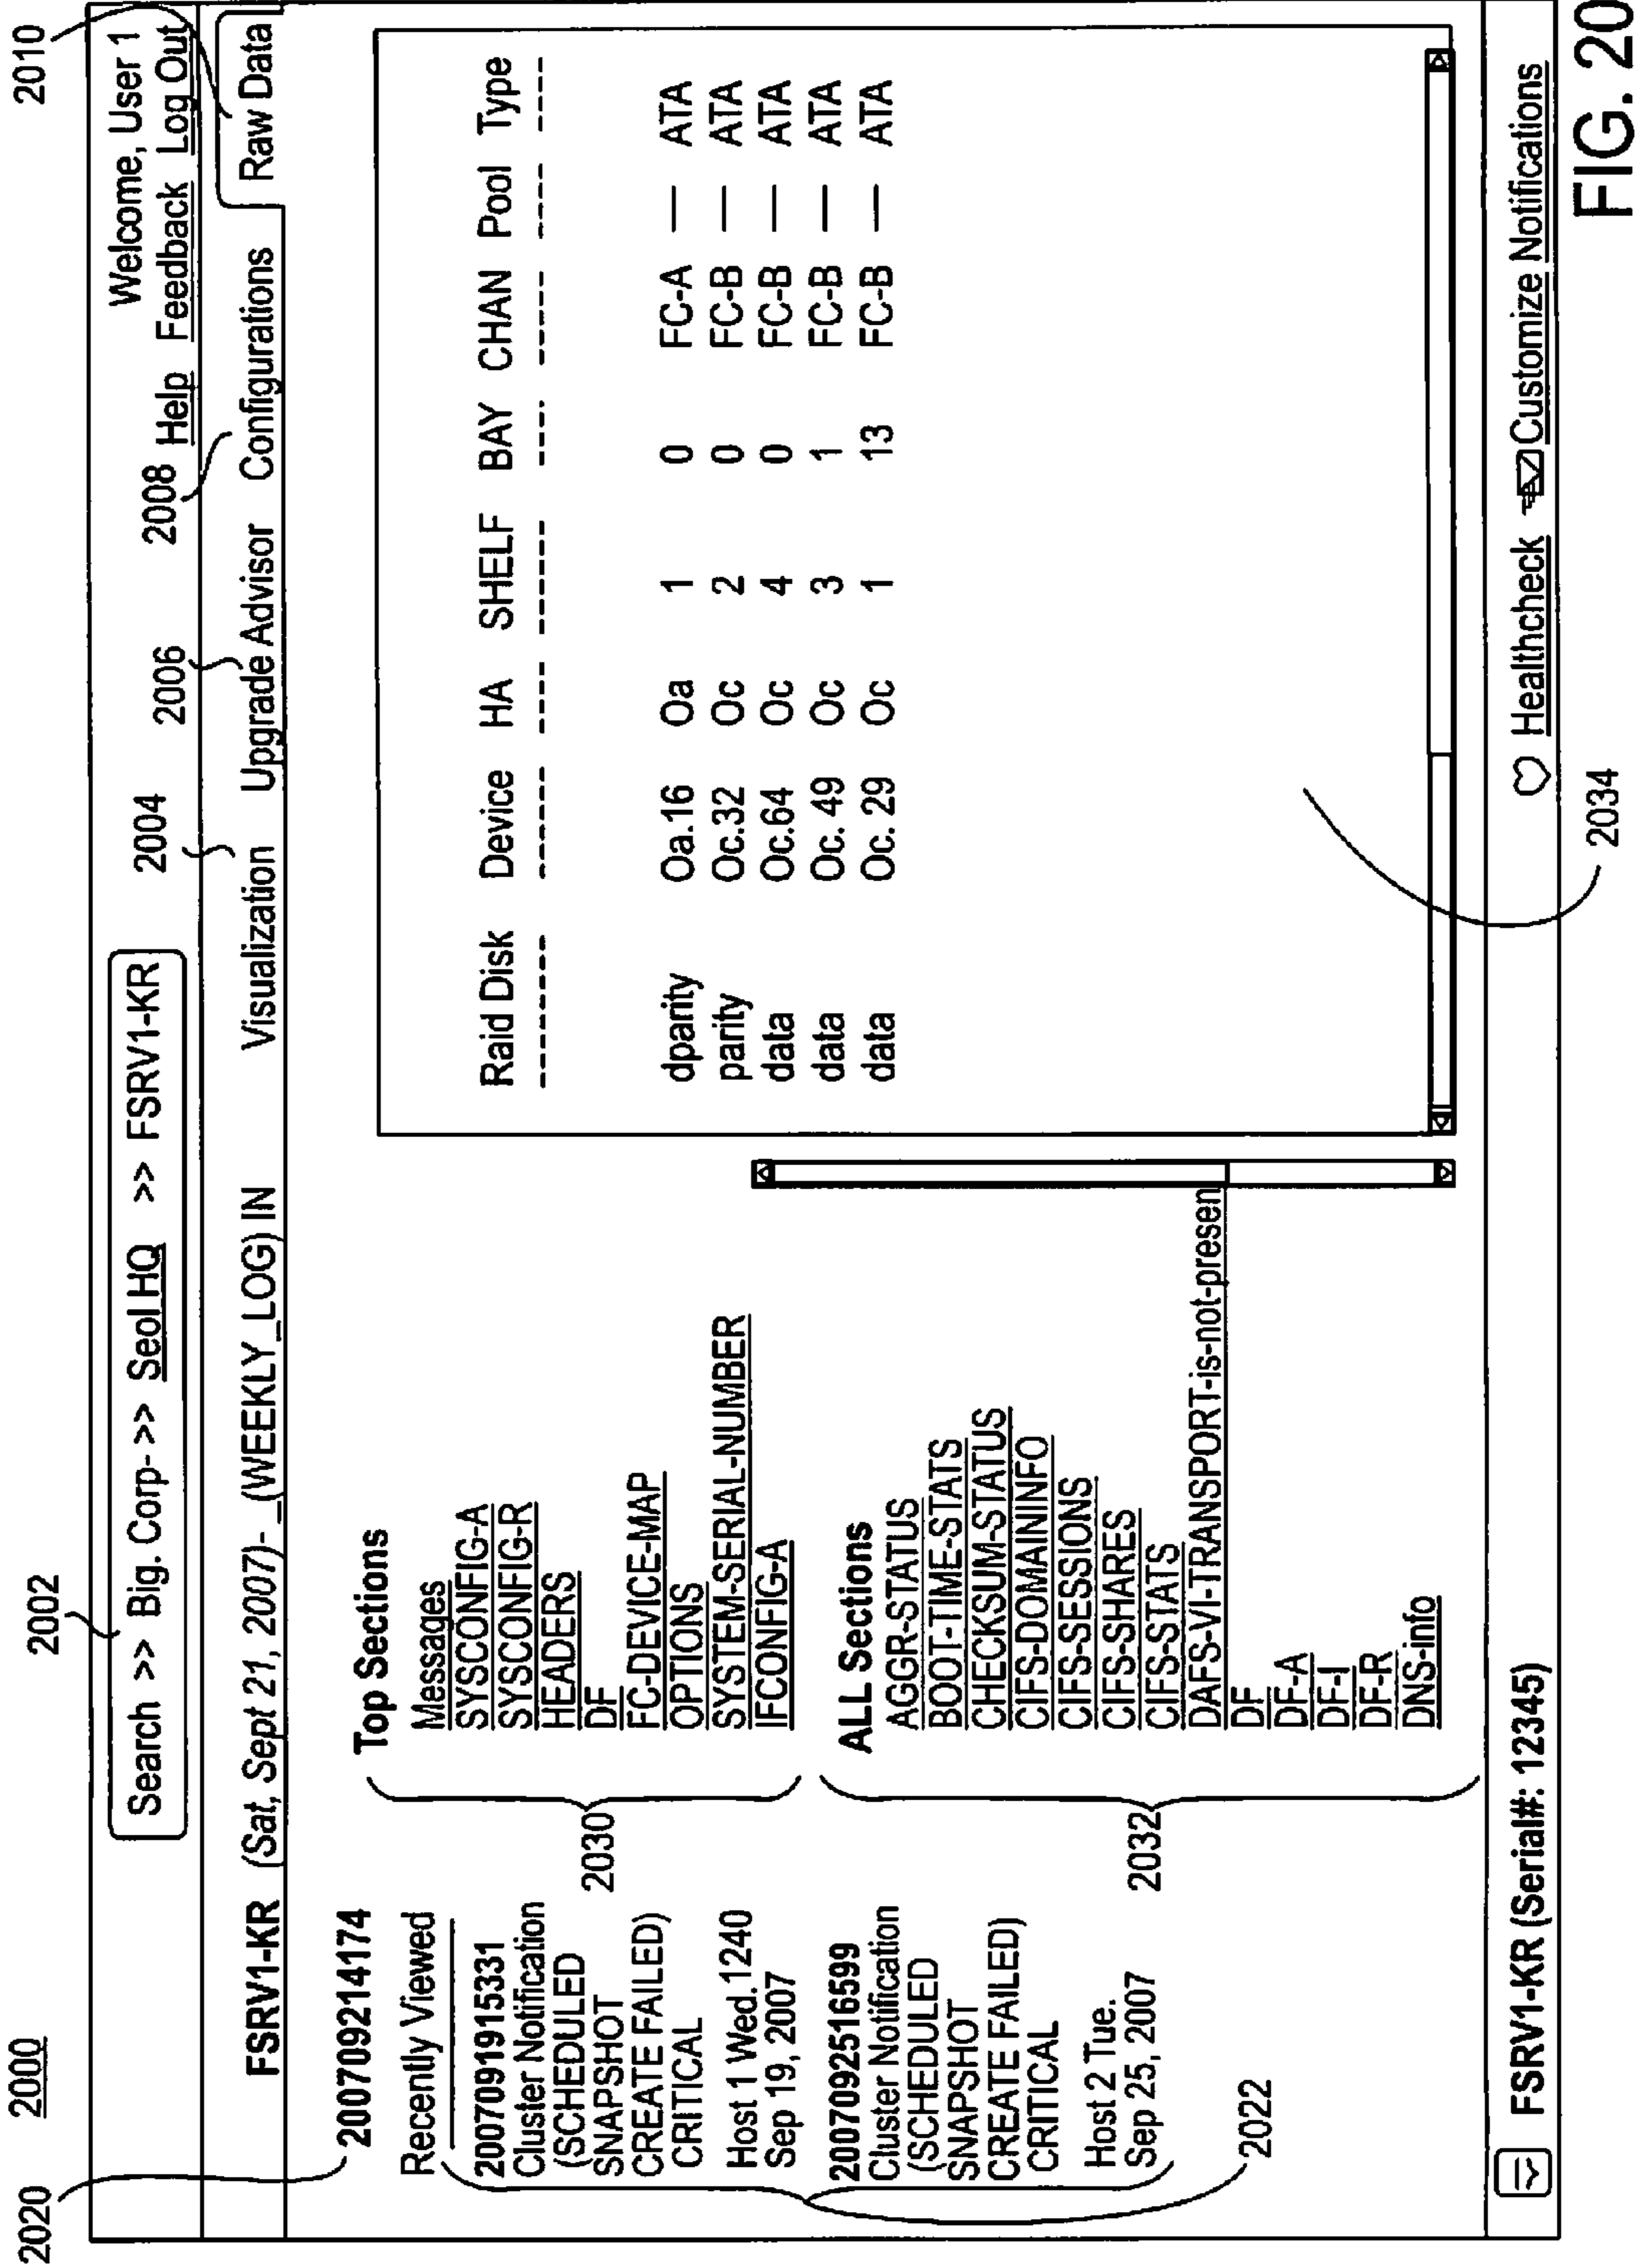 2000
2002
2010
Search >> Big. Corp- >> Seol HQ >> FSRV1-KR
Welcome, User 1
Help Feedback Log Out
2020
2004
2006
2008
FSRV1-KR (Sat, Sept 21, 2007)-_(WEEKLY_LOG) IN
Visualization Upgrade Advisor Configurations Raw Data
200709214174
Recently Viewed
2007091915331
Cluster Notification
(SCHEDULED
SNAPSHOT
CREATE FAILED)
CRITICAL
Host 1 Wed. 1240
Sep 19, 2007
200709251 6599
Cluster Notification
(SCHEDULED
SNAPSHOT
CREATE FAILED)
CRITICAL
Host 2 Tue.
Sep 25, 2007
2022
Top Sections
Messages
SYSCONFIG-A
SYSCONFIG-R
HEADERS
DF
FC-DEVICE-MAP
OPTIONS
SYSTEM-SERIAL-NUMBER
IFCONFIG-A
2030
ALL Sections
AGGR-STATUS
BOOT-TIME-STATS
CHECKSUM-STATUS
CIFS-DOMAININFO
CIFS-SESSIONS
CIFS-SHARES
CIFS-STATS
DAFS-VI-TRANSPORT-is-not-presen
DF
DF-A
DF-I
DF-R
DNS-info
2032
Raid Disk Device HA SHELF BAY CHAN Pool Type
--------- ------- ---- ------- ---- ------ ----- -----
dparity Oa.16 Oa 1 0 FC-A — ATA
parity Oc.32 Oc 2 0 FC-B — ATA
data Oc.64 Oc 4 0 FC-B — ATA
data Oc. 49 Oc 3 1 FC-B — ATA
data Oc. 29 Oc 1 13 FC-B — ATA
FSRV1-KR (Serial#: 12345)
Healthcheck Customize Notifications
2034
FIG. 20